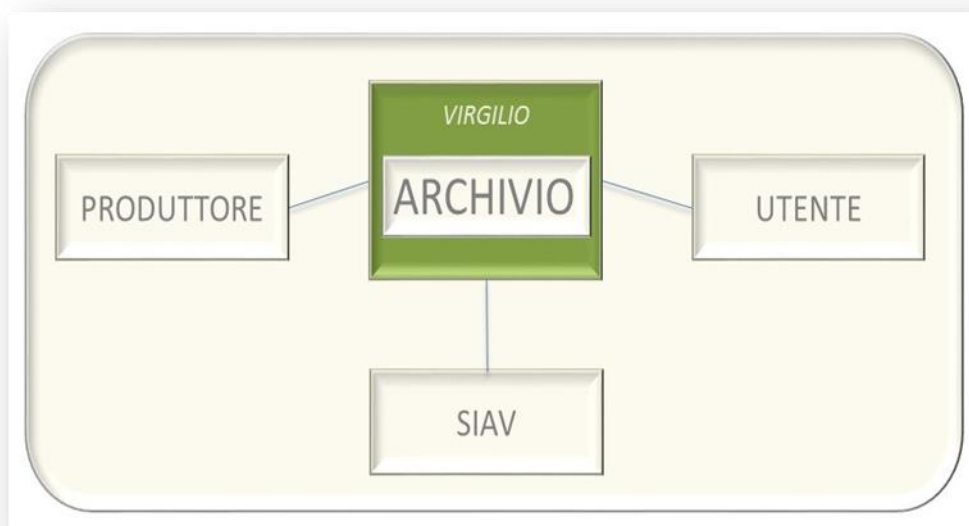 VIRGILIO
PRODUTTORE
ARCHIVIO
UTENTE
SIAV